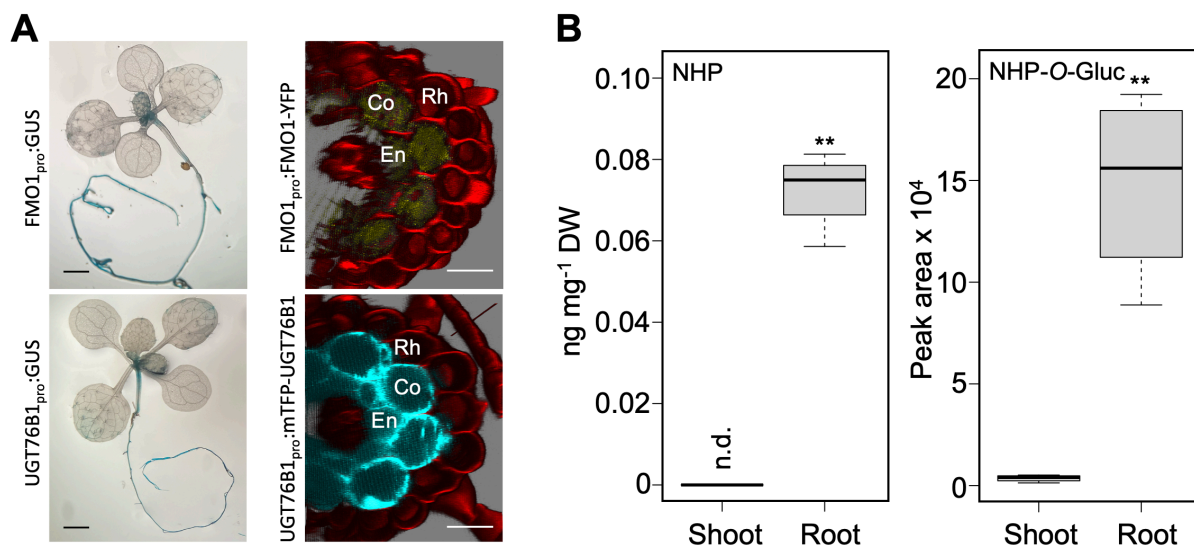 A
FMO1pro:GUS
FMO1pro:FMO1-YFP
Co
Rh
En
UGT76B1pro:GUS
UGT76B1pro:mTFP-UGT76B1
Rh
Co
En
B
ng mg⁻¹ DW
0.10
0.08
0.06
0.04
0.02
0
NHP
**
n.d.
Shoot
Root
Peak area x 10⁴
20
15
10
5
0
NHP-O-Gluc
**
Shoot
Root